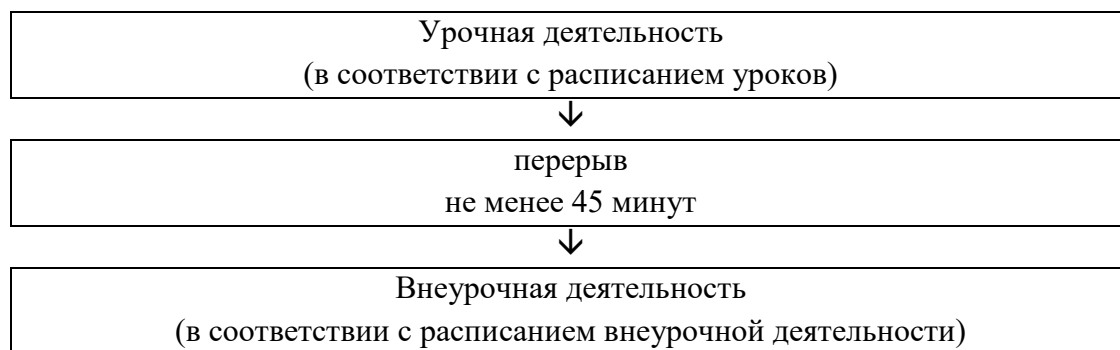 Урочная деятельность
(в соответствии с расписанием уроков)
↓
перерыв
не менее 45 минут
↓
Внеурочная деятельность
(в соответствии с расписанием внеурочной деятельности)